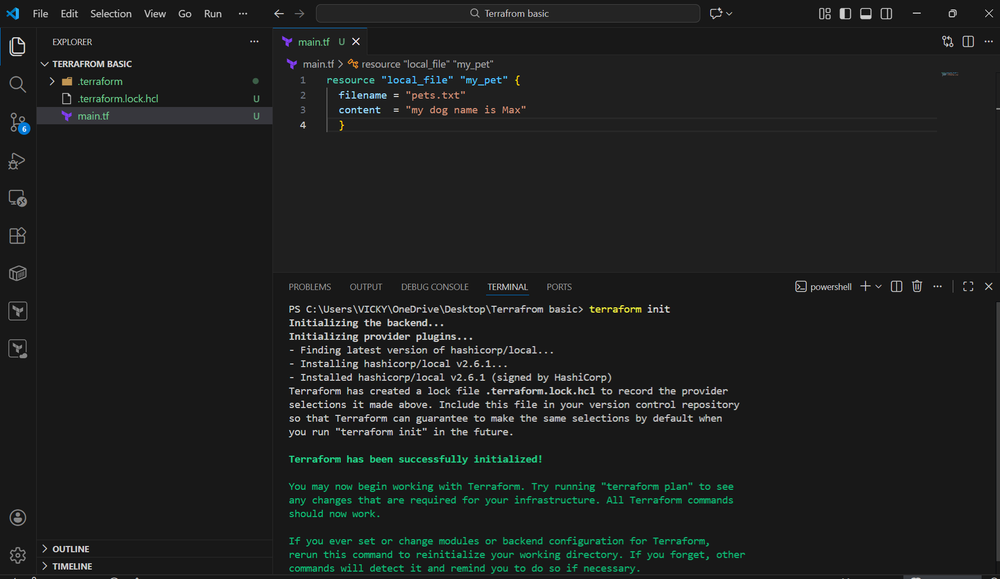 File Edit Selection View Go Run ...
Terrafrom basic
EXPLORER
TERRAFROM BASIC
.terraform
.terraform.lock.hcl U
main.tf U
6
OUTLINE
TIMELINE
main.tf U
main.tf > resource "local_file" "my_pet"
1 resource "local_file" "my_pet" {
2 filename = "pets.txt"
3 content  = "my dog name is Max"
4 }
PROBLEMS OUTPUT DEBUG CONSOLE TERMINAL PORTS
powershell
PS C:\Users\VICKY\OneDrive\Desktop\Terrafrom basic> terraform init
Initializing the backend...
Initializing provider plugins...
- Finding latest version of hashicorp/local...
- Installing hashicorp/local v2.6.1...
- Installed hashicorp/local v2.6.1 (signed by HashiCorp)
Terraform has created a lock file .terraform.lock.hcl to record the provider
selections it made above. Include this file in your version control repository
so that Terraform can guarantee to make the same selections by default when
you run "terraform init" in the future.
Terraform has been successfully initialized!
You may now begin working with Terraform. Try running "terraform plan" to see
any changes that are required for your infrastructure. All Terraform commands
should now work.
If you ever set or change modules or backend configuration for Terraform,
rerun this command to reinitialize your working directory. If you forget, other
commands will detect it and remind you to do so if necessary.